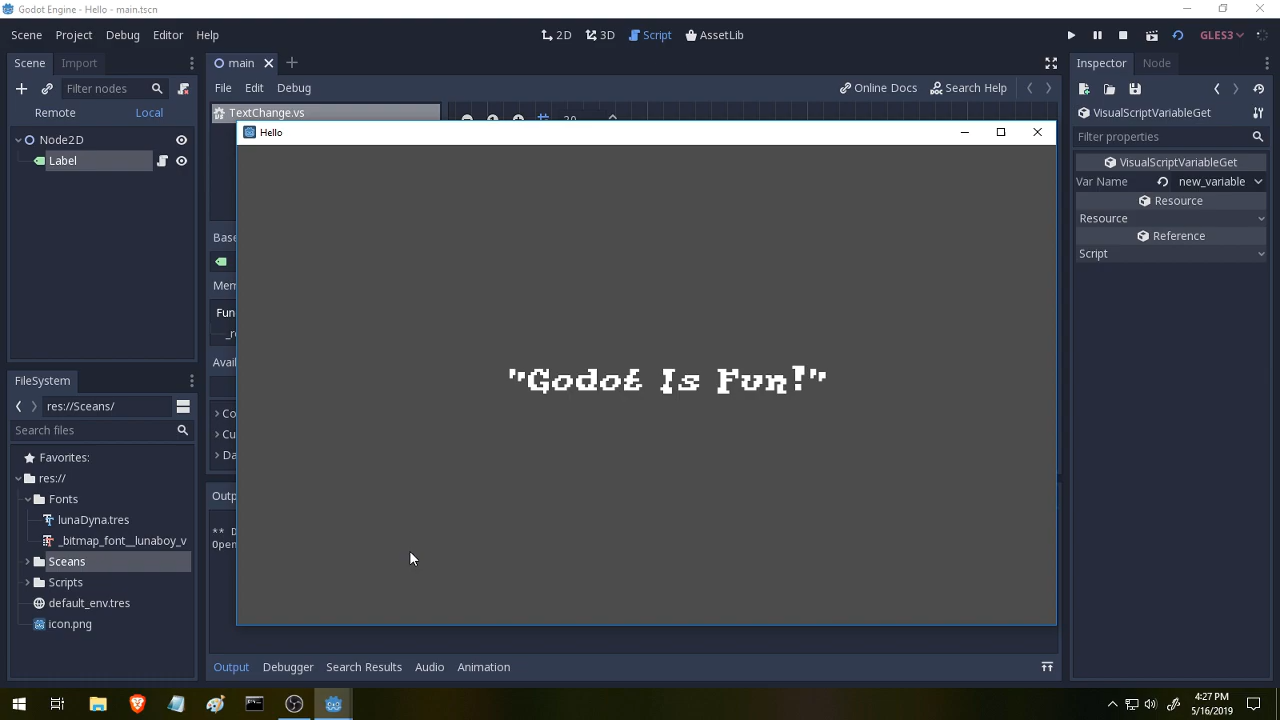 Godot Engine - Hello - main.tscn
Scene Project Debug Editor Help
2D 3D Script AssetLib
GLES3
Scene Import
Filter nodes
Remote Local
Node2D
Label
FileSystem
res://Sceans/
Search files
Favorites:
res://
Fonts
lunaDyna.tres
_bitmap_font__lunaboy_v
Sceans
Scripts
default_env.tres
icon.png
main
File Edit Debug
Online Docs Search Help
TextChange.vs
Hello
"Godot Is Fun!"
Output Debugger Search Results Audio Animation
Inspector Node
VisualScriptVariableGet
Filter properties
VisualScriptVariableGet
Var Name new_variable
Resource
Resource
Reference
Script
4:27 PM
5/16/2019